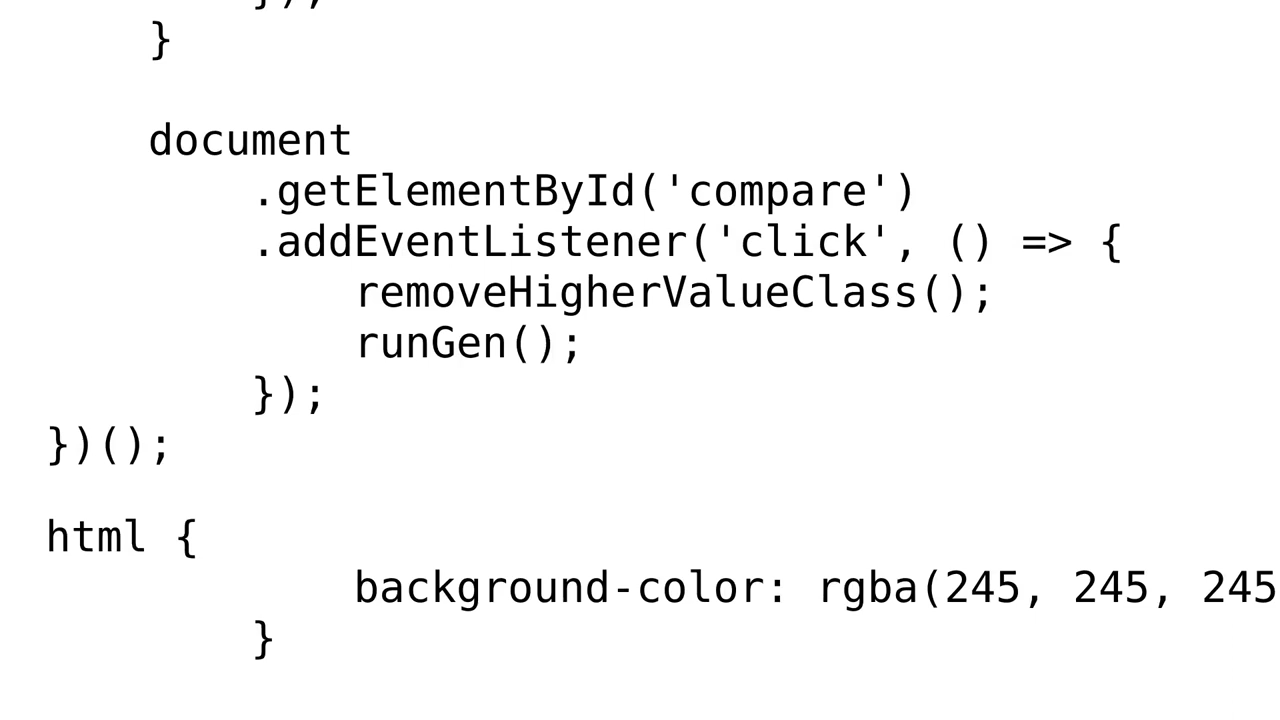 });
}
document
.getElementById('compare')
.addEventListener('click', () => {
removeHigherValueClass();
runGen();
});
})();
html {
background-color: rgba(245, 245, 245
}